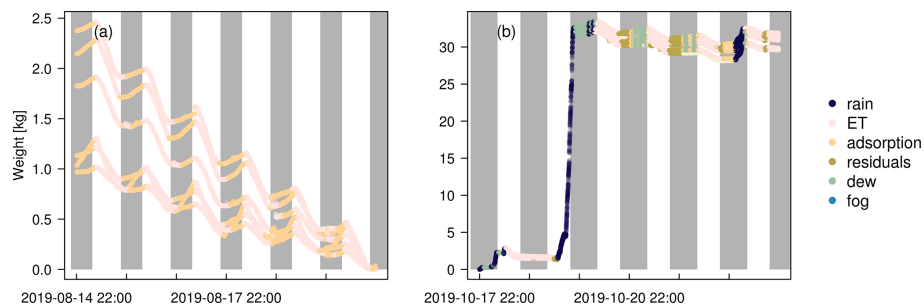 (a)
2.5
2.0
1.5
1.0
0.5
0.0
Weight [kg]
2019-08-14 22:00
2019-08-17 22:00
(b)
30
25
20
15
10
5
0
2019-10-17 22:00
2019-10-20 22:00
rain
ET
adsorption
residuals
dew
fog